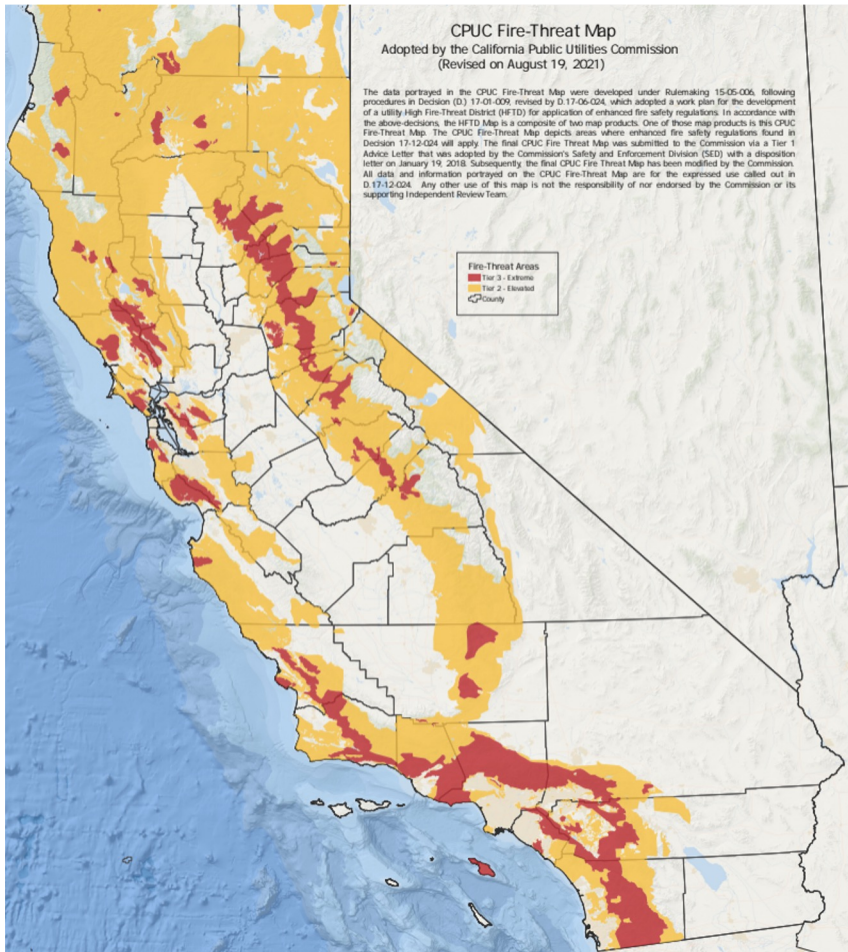 CPUC Fire-Threat Map
Adopted by the California Public Utilities Commission
(Revised on August 19, 2021)
The data portrayed in the CPUC Fire-Threat Map were developed under Rulemaking 15-05-006, following
procedures in Decision (D.) 17-01-009, revised by D.17-06-024, which adopted a work plan for the development
of a utility High Fire-Threat District (HFTD) for application of enhanced fire safety regulations. In accordance with
the above-decisions, the HFTD Map is a composite of two map products. One of those map products is this CPUC
Fire-Threat Map. The CPUC Fire-Threat Map depicts areas where enhanced fire safety regulations found in
Decision 17-12-024 will apply. The final CPUC Fire-Threat Map was submitted to the Commission via a Tier 1
Advice Letter that was adopted by the Commission's Safety and Enforcement Division (SED) with a disposition
letter on January 19, 2018. Subsequently, the final CPUC Fire Threat Map has been modified by the Commission.
All data and information portrayed on the CPUC Fire-Threat Map are for the expressed use called out in
D.17-12-024. Any other use of this map is not the responsibility of nor endorsed by the Commission or its
supporting Independent Review Team.
Fire-Threat Areas
Tier 3 - Extreme
Tier 2 - Elevated
County